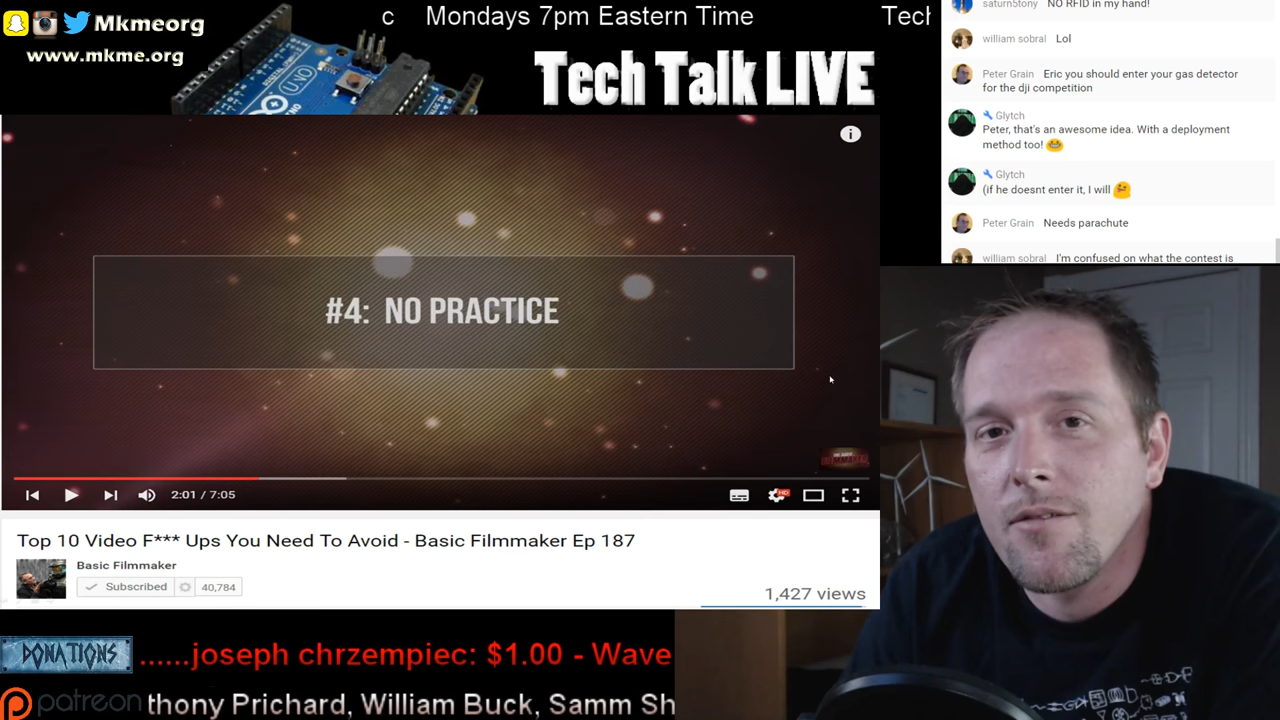 Mkmeorg
www.mkme.org
UNO
c Mondays 7pm Eastern Time Tech
Tech Talk LIVE
#4: NO PRACTICE
2:01 / 7:05
HD
Top 10 Video F*** Ups You Need To Avoid - Basic Filmmaker Ep 187
Basic Filmmaker
Subscribed 40,784
1,427 views
DONATIONS ......joseph chrzempiec: $1.00 - Wave
patreon thony Prichard, William Buck, Samm Sh
saturn5tony NO RFID in my hand!
william sobral Lol
Peter Grain Eric you should enter your gas detector
for the dji competition
Glytch
Peter, that's an awesome idea. With a deployment
method too!
Glytch
(if he doesnt enter it, I will
Peter Grain Needs parachute
william sobral I'm confused on what the contest is